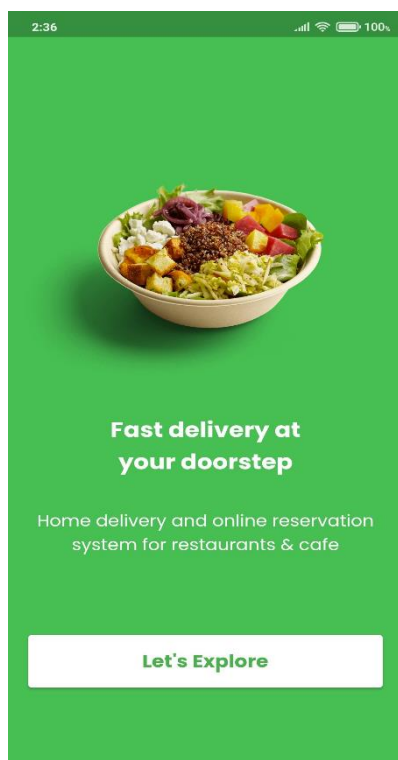 2:36
100%
Fast delivery at
your doorstep
Home delivery and online reservation
system for restaurants & cafe
Let's Explore